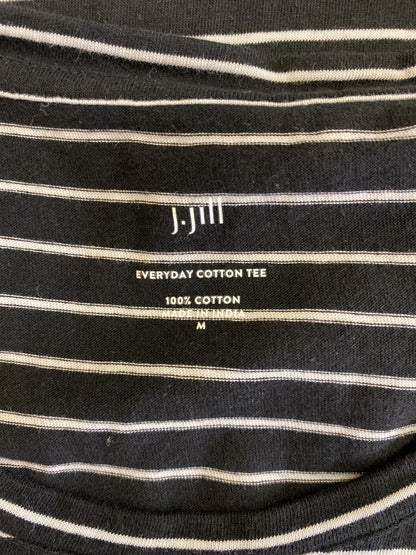 J.Jill
EVERYDAY COTTON TEE
100% COTTON
MADE IN INDIA
M